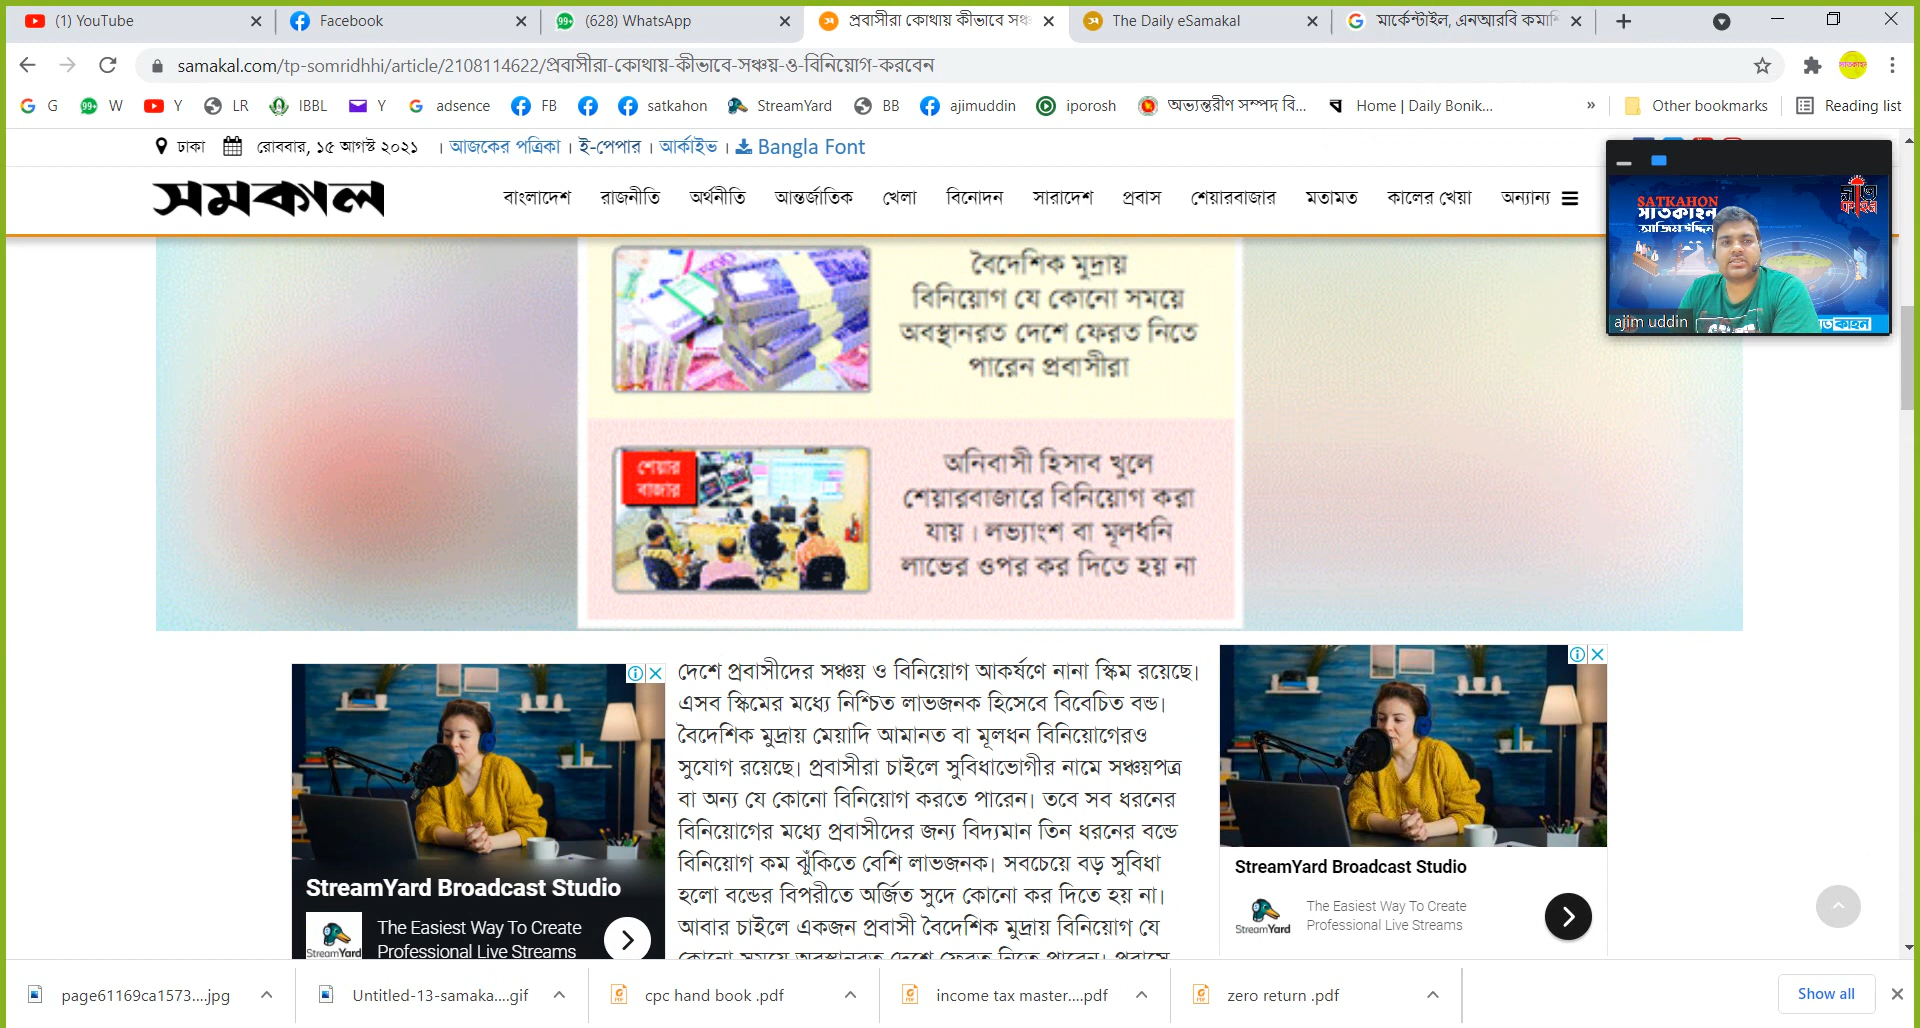 (1) YouTube
Facebook
(628) WhatsApp
প্রবাসীরা কোথায় কীভাবে সঞ্চ
The Daily eSamakal
মার্কেন্টাইল, এনআরবি কমার্শি
samakal.com/tp-somridhhi/article/2108114622/প্রবাসীরা-কোথায়-কীভাবে-সঞ্চয়-ও-বিনিয়োগ-করবেন
G W Y LR IBBL Y adsence FB satkahon StreamYard BB ajimuddin iporosh অভ্যন্তরীণ সম্পদ বি... Home | Daily Bonik... » Other bookmarks Reading list
ঢাকা রোববার, ১৫ আগস্ট ২০২১ । আজকের পত্রিকা । ই-পেপার । আর্কাইভ । Bangla Font
সমকাল
বাংলাদেশ রাজনীতি অর্থনীতি আন্তর্জাতিক খেলা বিনোদন সারাদেশ প্রবাস শেয়ারবাজার মতামত কালের খেয়া অন্যান্য
SATKAHON
সাতকাহন
আজিম উদ্দিন
ajim uddin
বৈদেশিক মুদ্রায়
বিনিয়োগ যে কোনো সময়ে
অবস্থানরত দেশে ফেরত নিতে
পারেন প্রবাসীরা
শেয়ার
বাজার
অনিবাসী হিসাব খুলে
শেয়ারবাজারে বিনিয়োগ করা
যায়। লভ্যাংশ বা মূলধনি
লাভের ওপর কর দিতে হয় না
দেশে প্রবাসীদের সঞ্চয় ও বিনিয়োগ আকর্ষণে নানা স্কিম রয়েছে।
এসব স্কিমের মধ্যে নিশ্চিত লাভজনক হিসেবে বিবেচিত বন্ড।
বৈদেশিক মুদ্রায় মেয়াদি আমানত বা মূলধন বিনিয়োগেরও
সুযোগ রয়েছে। প্রবাসীরা চাইলে সুবিধাভোগীর নামে সঞ্চয়পত্র
বা অন্য যে কোনো বিনিয়োগ করতে পারেন। তবে সব ধরনের
বিনিয়োগের মধ্যে প্রবাসীদের জন্য বিদ্যমান তিন ধরনের বন্ডে
বিনিয়োগ কম ঝুঁকিতে বেশি লাভজনক। সবচেয়ে বড় সুবিধা
হলো বন্ডের বিপরীতে অর্জিত সুদে কোনো কর দিতে হয় না।
আবার চাইলে একজন প্রবাসী বৈদেশিক মুদ্রায় বিনিয়োগ যে
কোনো সময়ে অবস্থানরত দেশে ফেরত নিতে পারেন। প্রবাসে
StreamYard Broadcast Studio
StreamYard
The Easiest Way To Create
Professional Live Streams
StreamYard Broadcast Studio
StreamYard
The Easiest Way To Create
Professional Live Streams
page61169ca1573....jpg
Untitled-13-samaka....gif
cpc hand book .pdf
income tax master....pdf
zero return .pdf
Show all